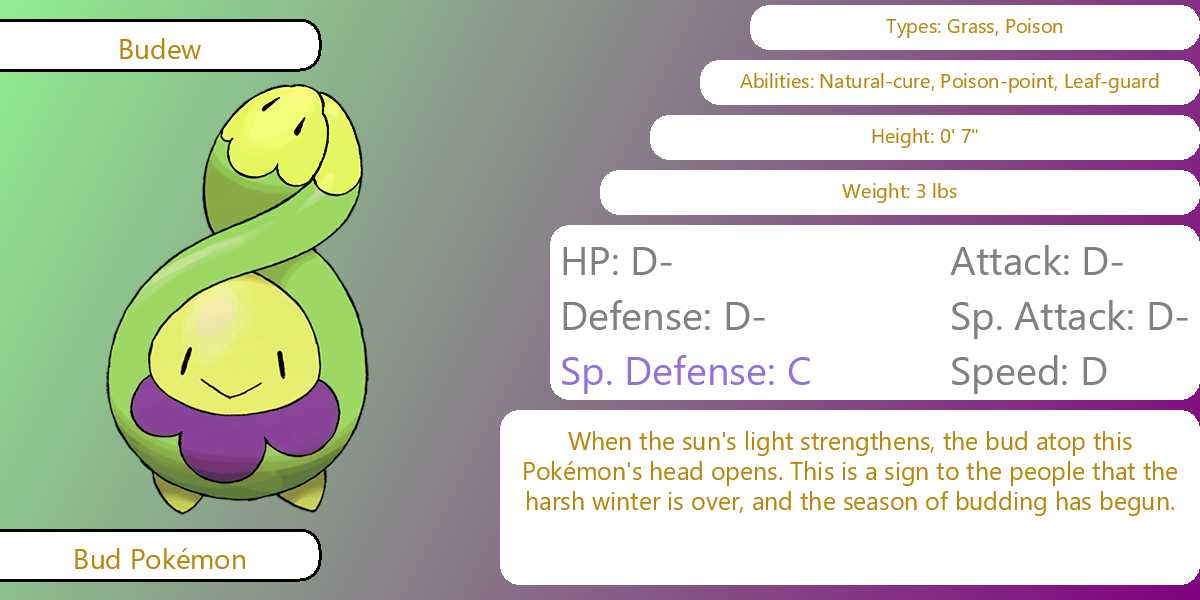 Budew
Types: Grass, Poison
Abilities: Natural-cure, Poison-point, Leaf-guard
Height: 0' 7"
Weight: 3 lbs
HP: D-
Attack: D-
Defense: D-
Sp. Attack: D-
Sp. Defense: C
Speed: D
When the sun's light strengthens, the bud atop this
Pokémon's head opens. This is a sign to the people that the
harsh winter is over, and the season of budding has begun.
Bud Pokémon